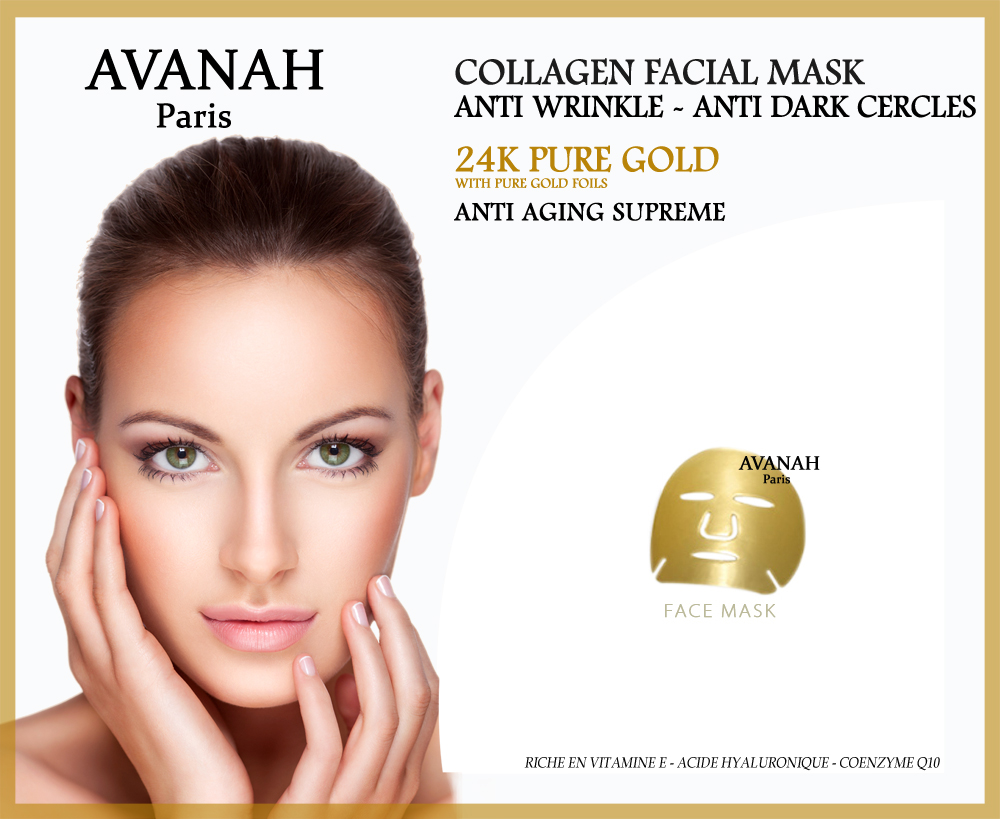 AVANAH
Paris
COLLAGEN FACIAL MASK
ANTI WRINKLE ~ ANTI DARK CERCLES
24K PURE GOLD
WITH PURE GOLD FOILS
ANTI AGING SUPREME
AVANAH
Paris
FACE MASK
RICHE EN VITAMINE E - ACIDE HYALURONIQUE - COENZYME Q10